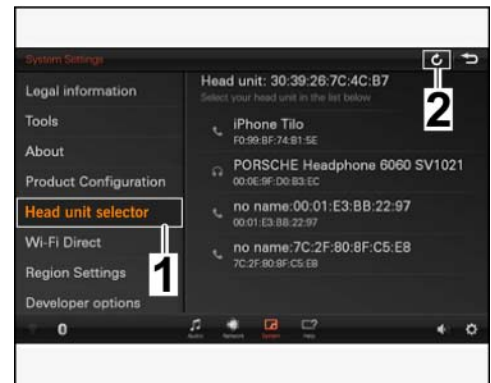 System Settings
Legal information
Tools
About
Product Configuration
Head unit selector
Wi-Fi Direct
Region Settings
Developer options
Head unit: 30:39:26:7C:4C:B7
Select your head unit in the list below
iPhone Tilo
F0:99:BF:74:B1:5E
PORSCHE Headphone 6060 SV1021
00:0E:9F:D0:B3:EC
no name:00:01:E3:BB:22:97
00:01:E3:BB:22:97
no name:7C:2F:80:8F:C5:E8
7C:2F:80:8F:C5:E8
1
2
0
Audio
Network
System
Help